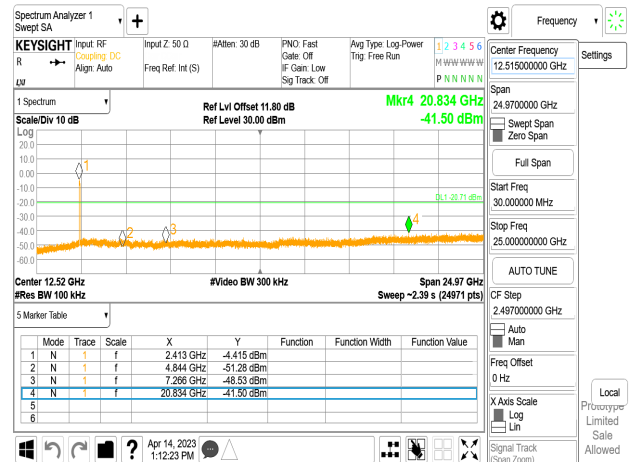 Spectrum Analyzer 1
Swept SA
Frequency
KEYSIGHT
R
Input: RF
Coupling: DC
Align: Auto
Input Z: 50 Ω
Freq Ref: Int (S)
#Atten: 30 dB
PNO: Fast
Gate: Off
IF Gain: Low
Sig Track: Off
Avg Type: Log-Power
Trig: Free Run
1 2 3 4 5 6
M W W W W W
P N N N N N
1 Spectrum
Scale/Div 10 dB
Ref Lvl Offset 11.80 dB
Ref Level 30.00 dBm
Mkr4 20.834 GHz
-41.50 dBm
Log
20.0
10.0
0.00
-10.0
-20.0
-30.0
-40.0
-50.0
-60.0
1
2
3
4
DL1 -20.71 dBm
Center 12.52 GHz
#Res BW 100 kHz
#Video BW 300 kHz
Span 24.97 GHz
Sweep ~2.39 s (24971 pts)
5 Marker Table
Mode Trace Scale X Y Function Function Width Function Value
1 N 1 f 2.413 GHz -4.415 dBm
2 N 1 f 4.844 GHz -51.28 dBm
3 N 1 f 7.266 GHz -48.53 dBm
4 N 1 f 20.834 GHz -41.50 dBm
5
6
Apr 14, 2023
1:12:23 PM
Center Frequency
12.515000000 GHz
Settings
Span
24.9700000 GHz
Swept Span
Zero Span
Full Span
Start Freq
30.000000 MHz
Stop Freq
25.000000000 GHz
AUTO TUNE
CF Step
2.497000000 GHz
Auto
Man
Freq Offset
0 Hz
X Axis Scale
Log
Lin
Signal Track
(Span Zoom)
Local
Prototype
Limited
Sale
Allowed